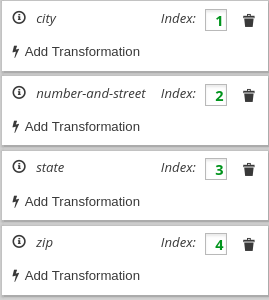 city Index: 1
Add Transformation
number-and-street Index: 2
Add Transformation
state Index: 3
Add Transformation
zip Index: 4
Add Transformation